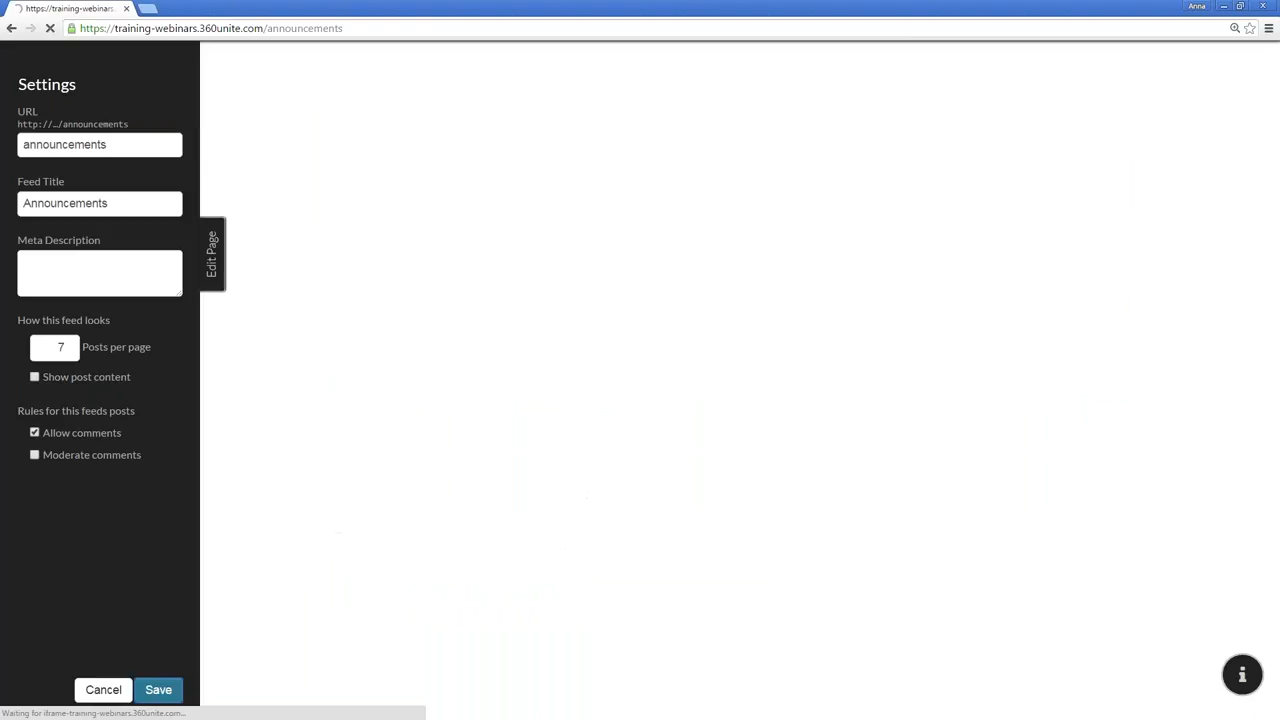 https://training-webinars.
Anna
https://training-webinars.360unite.com/announcements
Settings
URL
http://…/announcements
announcements
Feed Title
Announcements
Edit Page
Meta Description
How this feed looks
7 Posts per page
Show post content
Rules for this feeds posts
Allow comments
Moderate comments
Cancel Save
Waiting for iframe-training-webinars.360unite.com...